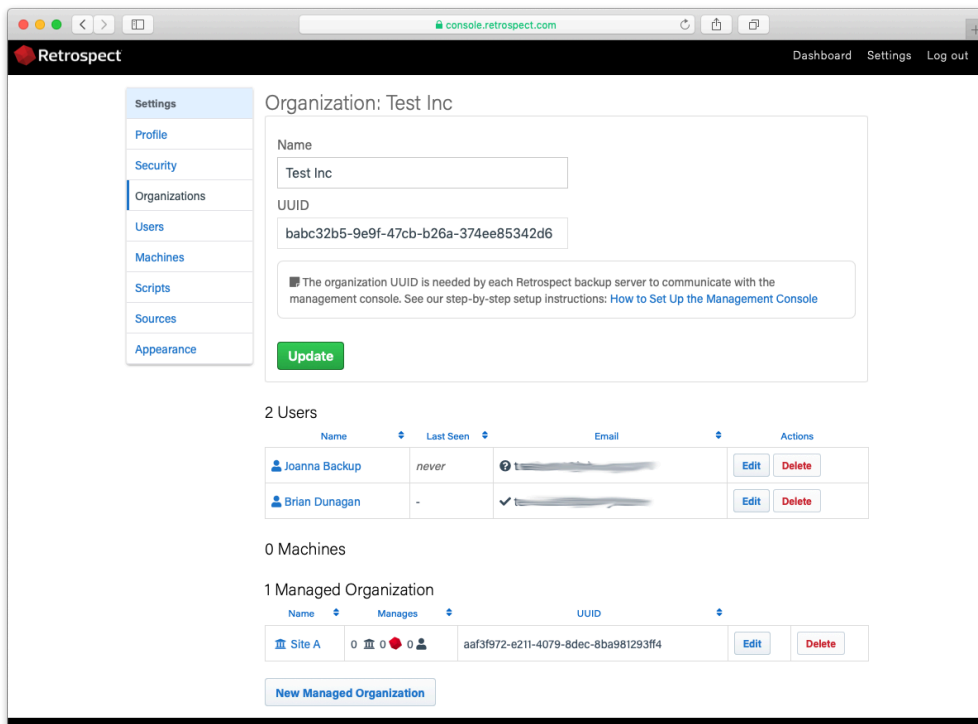 console.retrospect.com
Retrospect
Dashboard Settings Log out
Settings
Profile
Security
Organizations
Users
Machines
Scripts
Sources
Appearance
Organization: Test Inc
Name
Test Inc
UUID
babc32b5-9e9f-47cb-b26a-374ee85342d6
The organization UUID is needed by each Retrospect backup server to communicate with the
management console. See our step-by-step setup instructions: How to Set Up the Management Console
Update
2 Users
Name Last Seen Email Actions
Joanna Backup never Edit Delete
Brian Dunagan - Edit Delete
0 Machines
1 Managed Organization
Name Manages UUID
Site A 0 0 0 aaf3f972-e211-4079-8dec-8ba981293ff4 Edit Delete
New Managed Organization